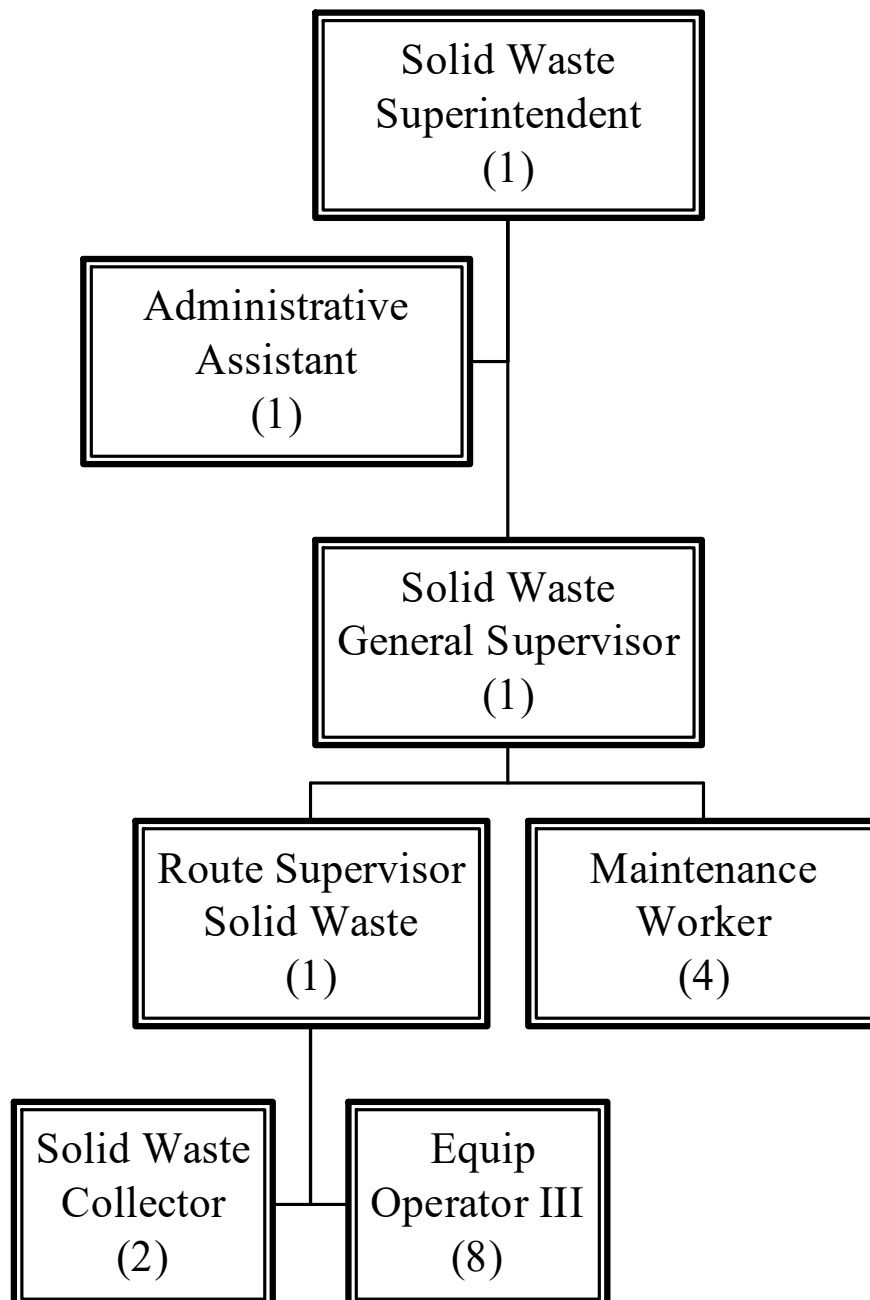 Solid Waste
Superintendent
(1)
Administrative
Assistant
(1)
Solid Waste
General Supervisor
(1)
Route Supervisor
Solid Waste
(1)
Maintenance
Worker
(4)
Solid Waste
Collector
(2)
Equip
Operator III
(8)